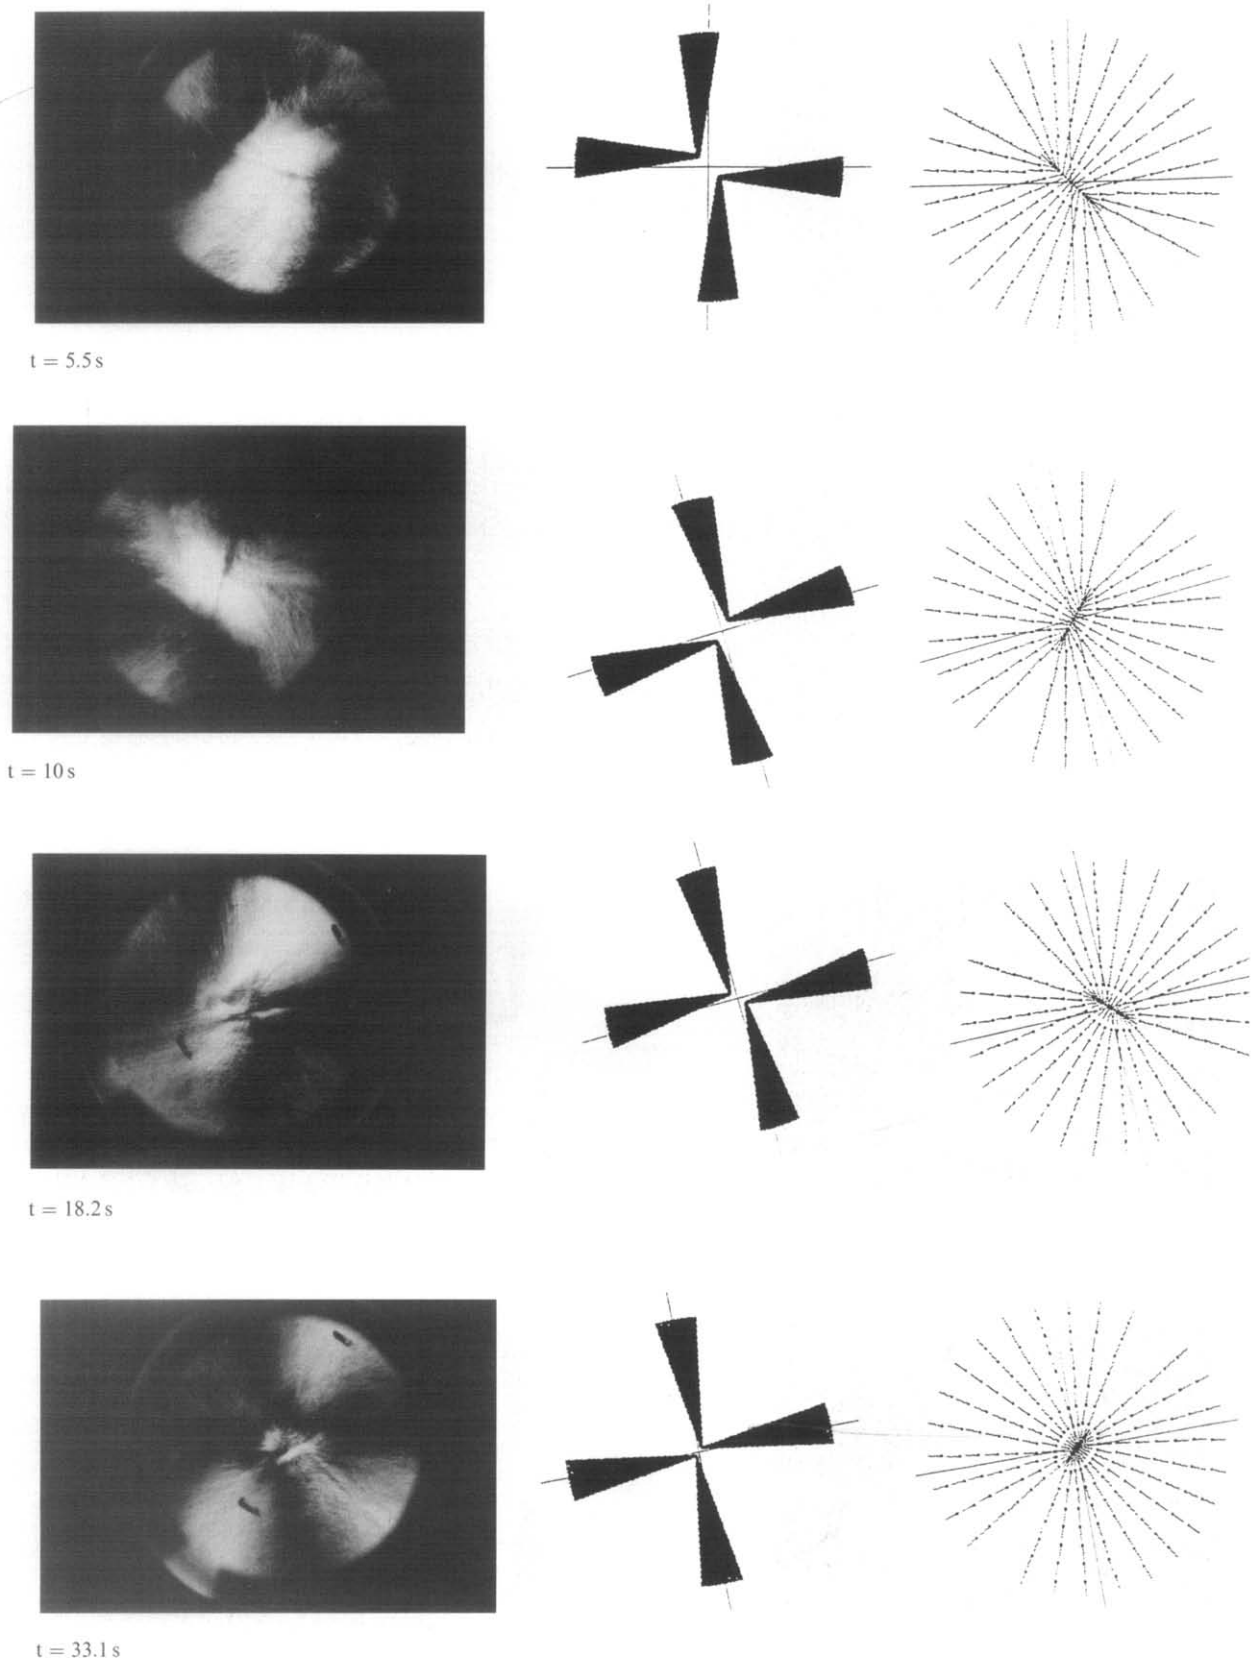 t = 5.5 s
t = 10 s
t = 18.2 s
t = 33.1 s